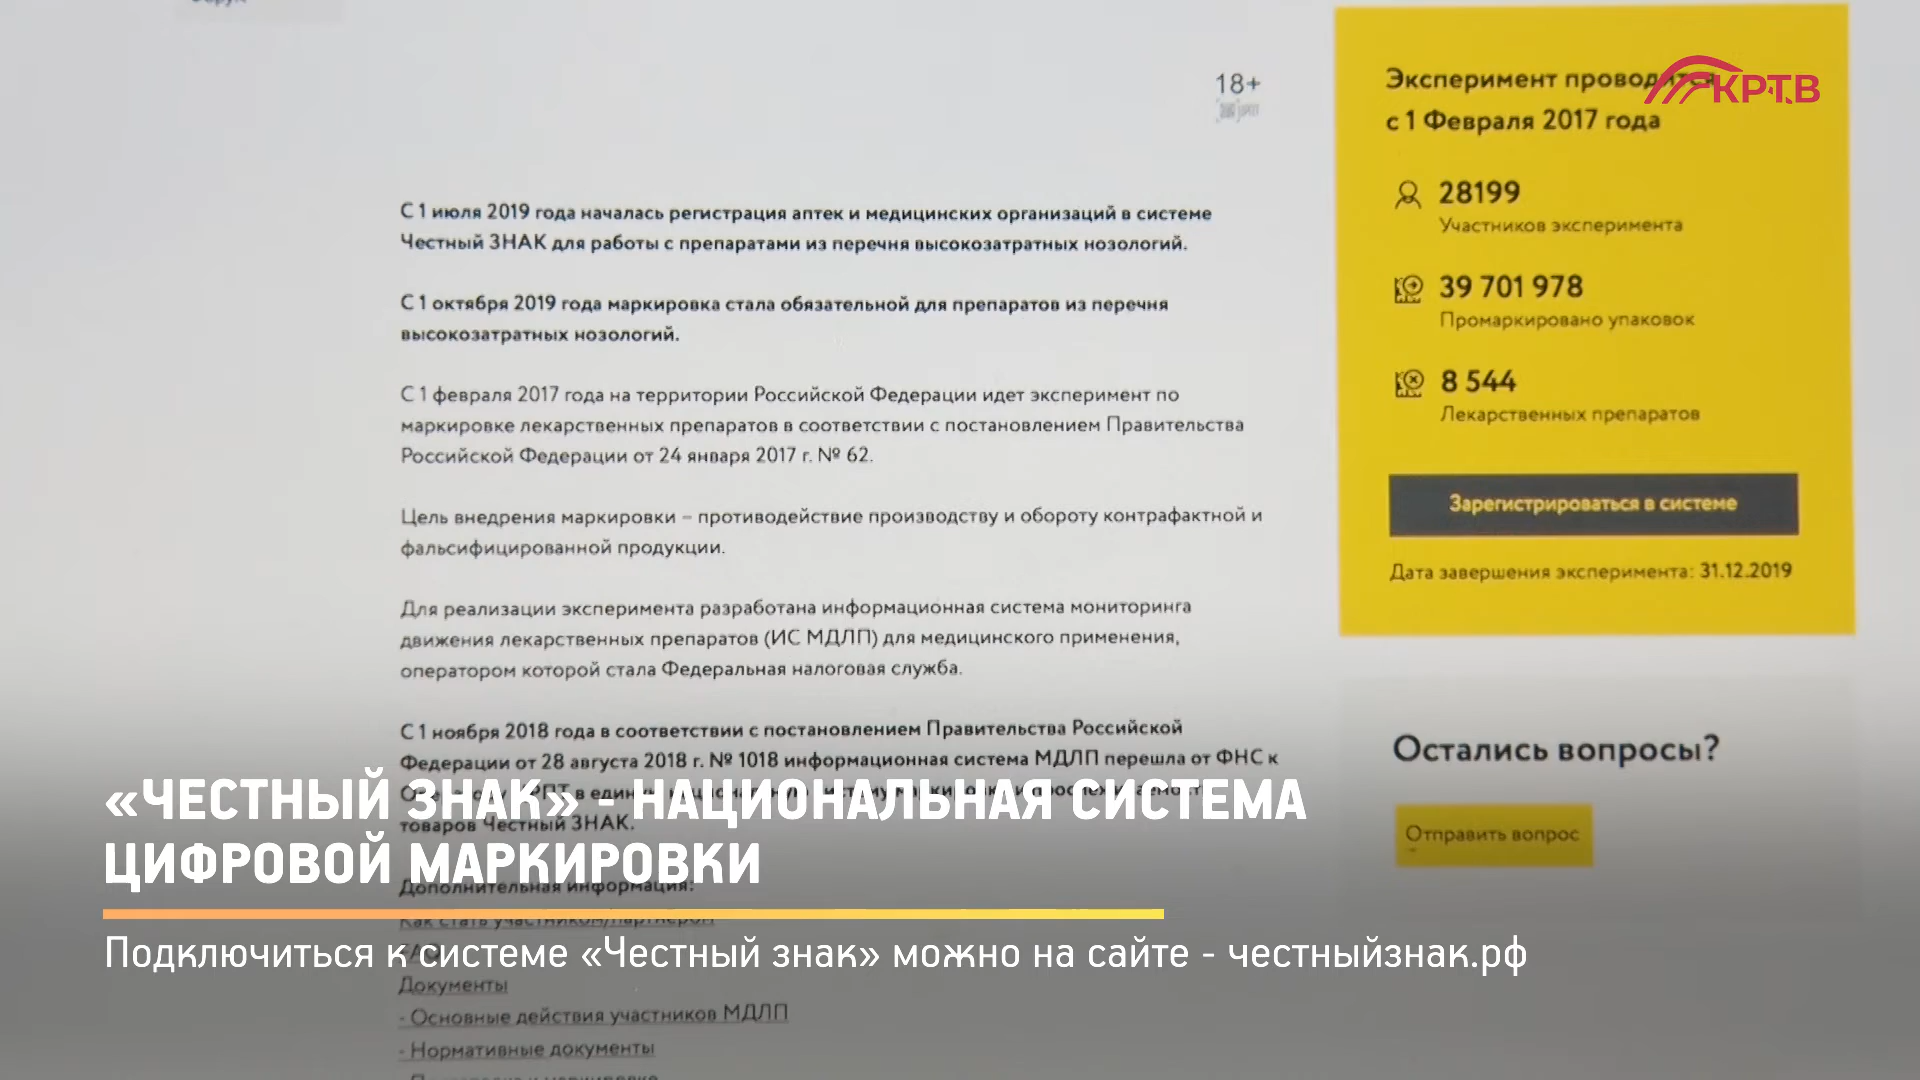 18+
С 1 июля 2019 года началась регистрация аптек и медицинских организаций в системе
Честный ЗНАК для работы с препаратами из перечня высокозатратных нозологий.
С 1 октября 2019 года маркировка стала обязательной для препаратов из перечня
высокозатратных нозологий.
С 1 февраля 2017 года на территории Российской Федерации идет эксперимент по
маркировке лекарственных препаратов в соответствии с постановлением Правительства
Российской Федерации от 24 января 2017 г. № 62.
Цель внедрения маркировки – противодействие производству и обороту контрафактной и
фальсифицированной продукции.
Для реализации эксперимента разработана информационная система мониторинга
движения лекарственных препаратов (ИС МДЛП) для медицинского применения,
оператором которой стала Федеральная налоговая служба.
С 1 ноября 2018 года в соответствии с постановлением Правительства Российской
Федерации от 28 августа 2018 г. № 1018 информационная система МДЛП перешла от ФНС к
товаров Честный ЗНАК.
Дополнительная информация:
Как стать участником/партнером
Документы
- Основные действия участников МДЛП
- Нормативные документы
Эксперимент проводится
с 1 Февраля 2017 года
28199
Участников эксперимента
39 701 978
Промаркировано упаковок
8 544
Лекарственных препаратов
Зарегистрироваться в системе
Дата завершения эксперимента: 31.12.2019
Остались вопросы?
Отправить вопрос
КРТВ
«ЧЕСТНЫЙ ЗНАК» - НАЦИОНАЛЬНАЯ СИСТЕМА
ЦИФРОВОЙ МАРКИРОВКИ
Подключиться к системе «Честный знак» можно на сайте - честныйзнак.рф